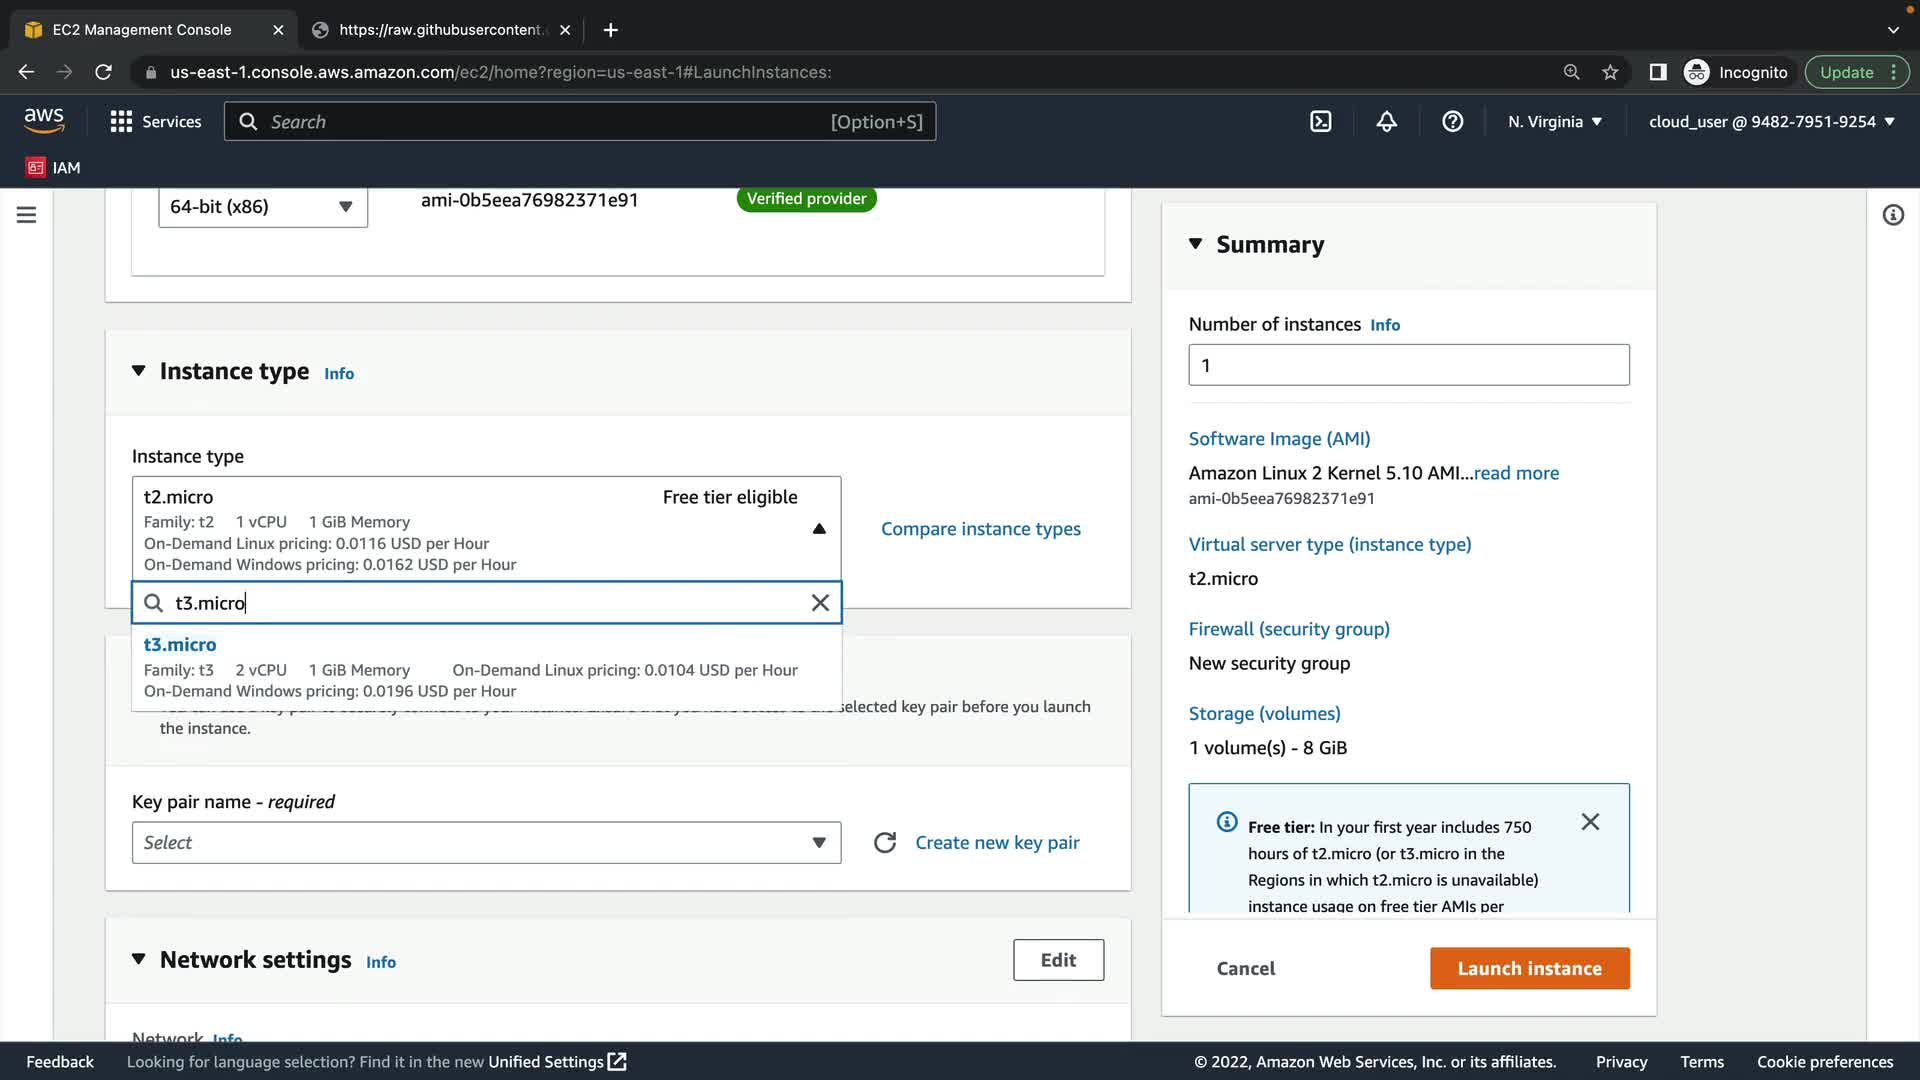 EC2 Management Console
https://raw.githubusercontent.
us-east-1.console.aws.amazon.com/ec2/home?region=us-east-1#LaunchInstances:
Incognito
Update
aws
Services
Search
[Option+S]
N. Virginia
cloud_user @ 9482-7951-9254
IAM
64-bit (x86)
ami-0b5eea76982371e91
Verified provider
Instance type Info
Instance type
t2.micro
Free tier eligible
Family: t2 1 vCPU 1 GiB Memory
On-Demand Linux pricing: 0.0116 USD per Hour
On-Demand Windows pricing: 0.0162 USD per Hour
Compare instance types
t3.micro
t3.micro
Family: t3 2 vCPU 1 GiB Memory On-Demand Linux pricing: 0.0104 USD per Hour
On-Demand Windows pricing: 0.0196 USD per Hour
selected key pair before you launch
the instance.
Key pair name - required
Select
Create new key pair
Network settings Info
Edit
Network Info
Summary
Number of instances Info
1
Software Image (AMI)
Amazon Linux 2 Kernel 5.10 AMI...read more
ami-0b5eea76982371e91
Virtual server type (instance type)
t2.micro
Firewall (security group)
New security group
Storage (volumes)
1 volume(s) - 8 GiB
Free tier: In your first year includes 750
hours of t2.micro (or t3.micro in the
Regions in which t2.micro is unavailable)
instance usage on free tier AMIs per
Cancel
Launch instance
Feedback
Looking for language selection? Find it in the new Unified Settings
© 2022, Amazon Web Services, Inc. or its affiliates.
Privacy
Terms
Cookie preferences